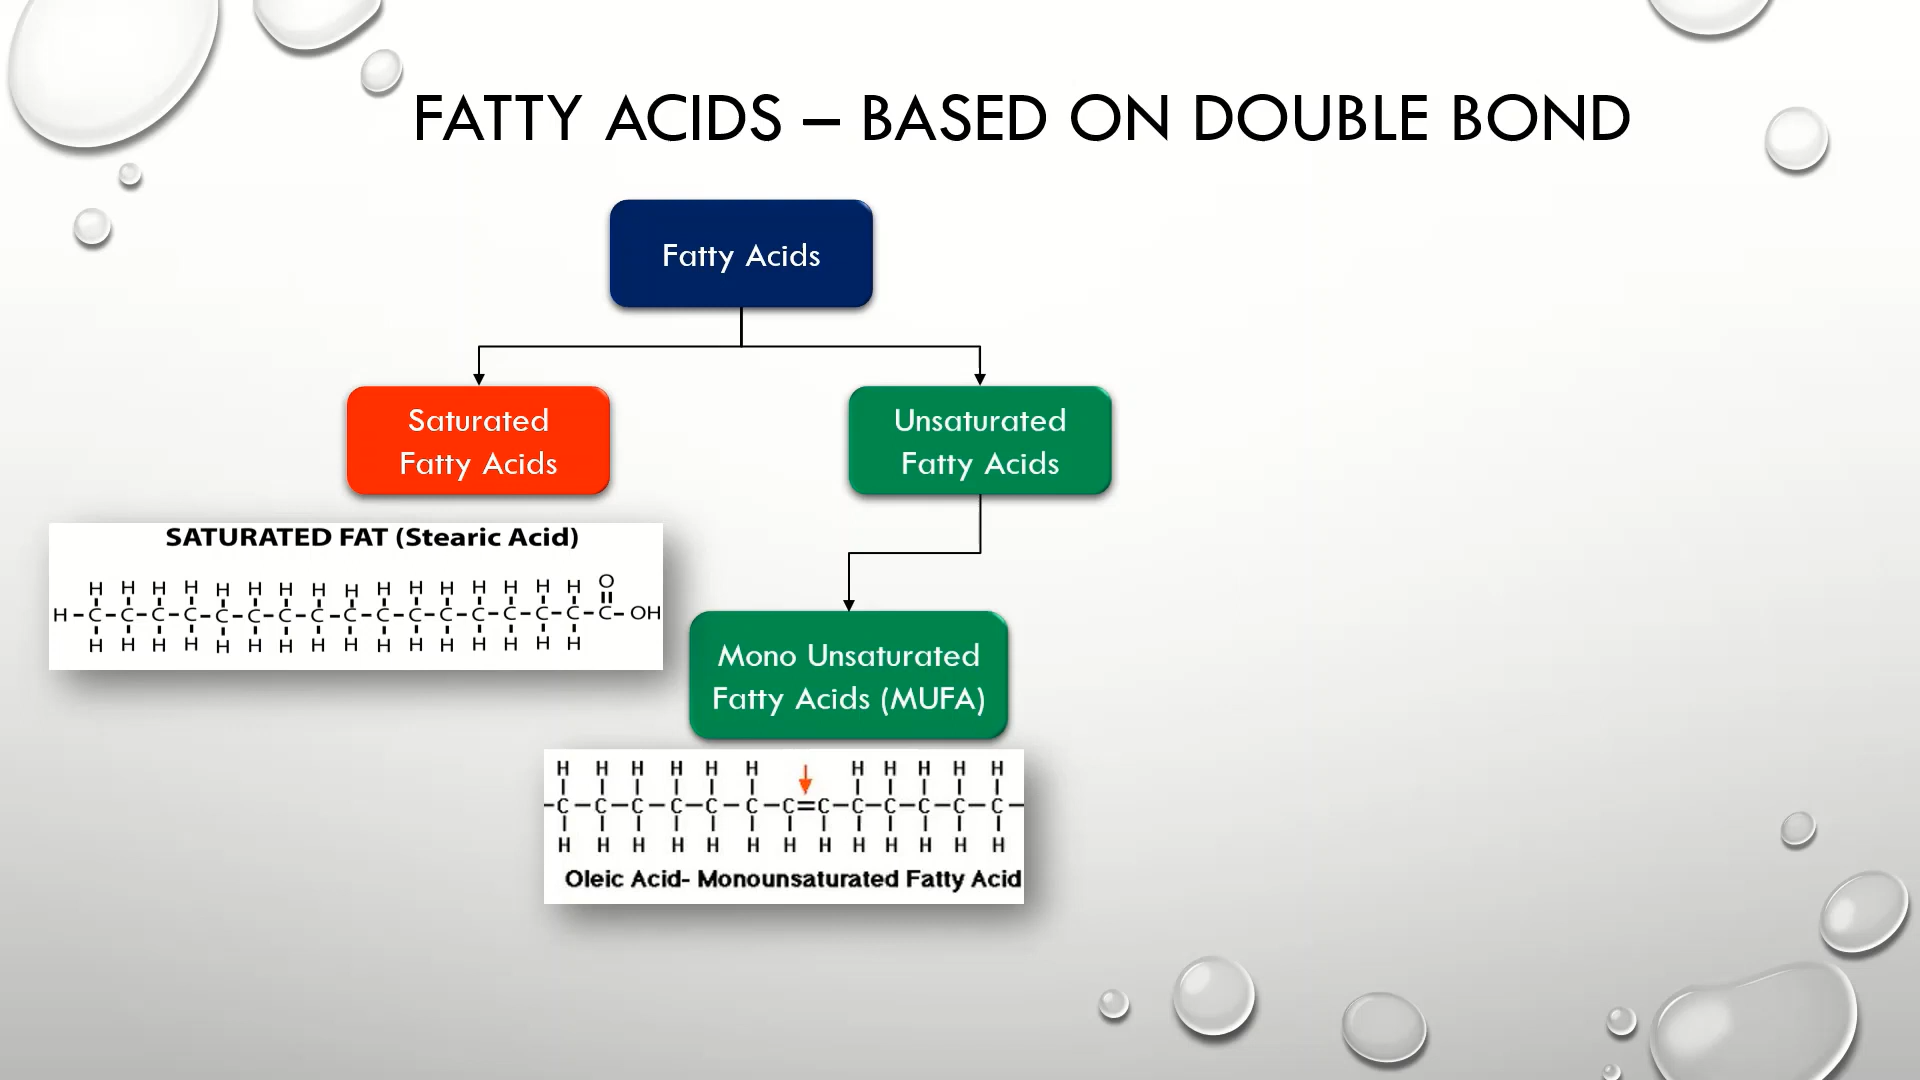 FATTY ACIDS – BASED ON DOUBLE BOND
Fatty Acids
Saturated
Fatty Acids
Unsaturated
Fatty Acids
SATURATED FAT (Stearic Acid)
H H H H H H H H H H H H H H H H O
H – C – C – C – C – C – C – C – C – C – C – C – C – C – C – C – C – C – OH
H H H H H H H H H H H H H H H H
Mono Unsaturated
Fatty Acids (MUFA)
H H H H H H H H H H H
– C – C – C – C – C – C – C = C – C – C – C – C – C –
H H H H H H H H H H H H H
Oleic Acid- Monounsaturated Fatty Acid